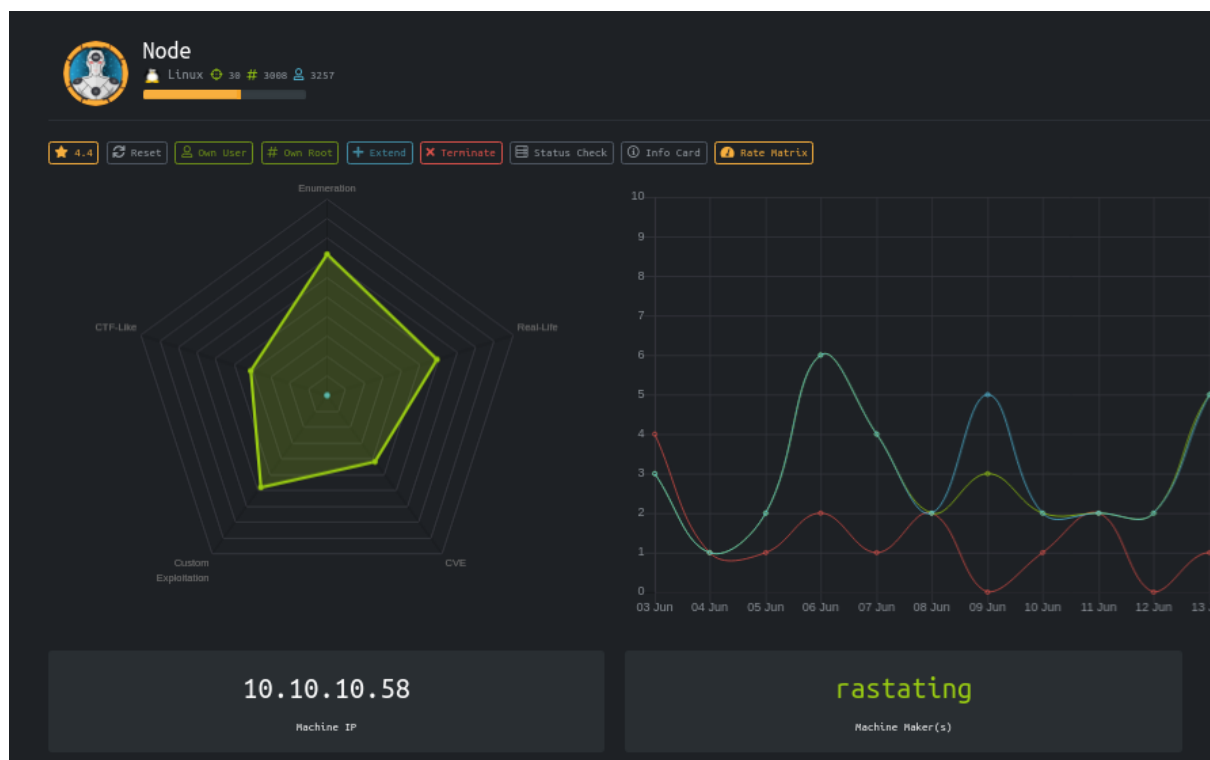 Node
Linux 30 # 3008 3257
4.4 Reset Own User # Own Root Extend Terminate Status Check Info Card Rate Matrix
Enumeration
CTF-Like
Real-Life
Custom
Exploitation
CVE
10
9
8
7
6
5
4
3
2
1
0
03 Jun 04 Jun 05 Jun 06 Jun 07 Jun 08 Jun 09 Jun 10 Jun 11 Jun 12 Jun 13
10.10.10.58
Machine IP
rastating
Machine Maker(s)